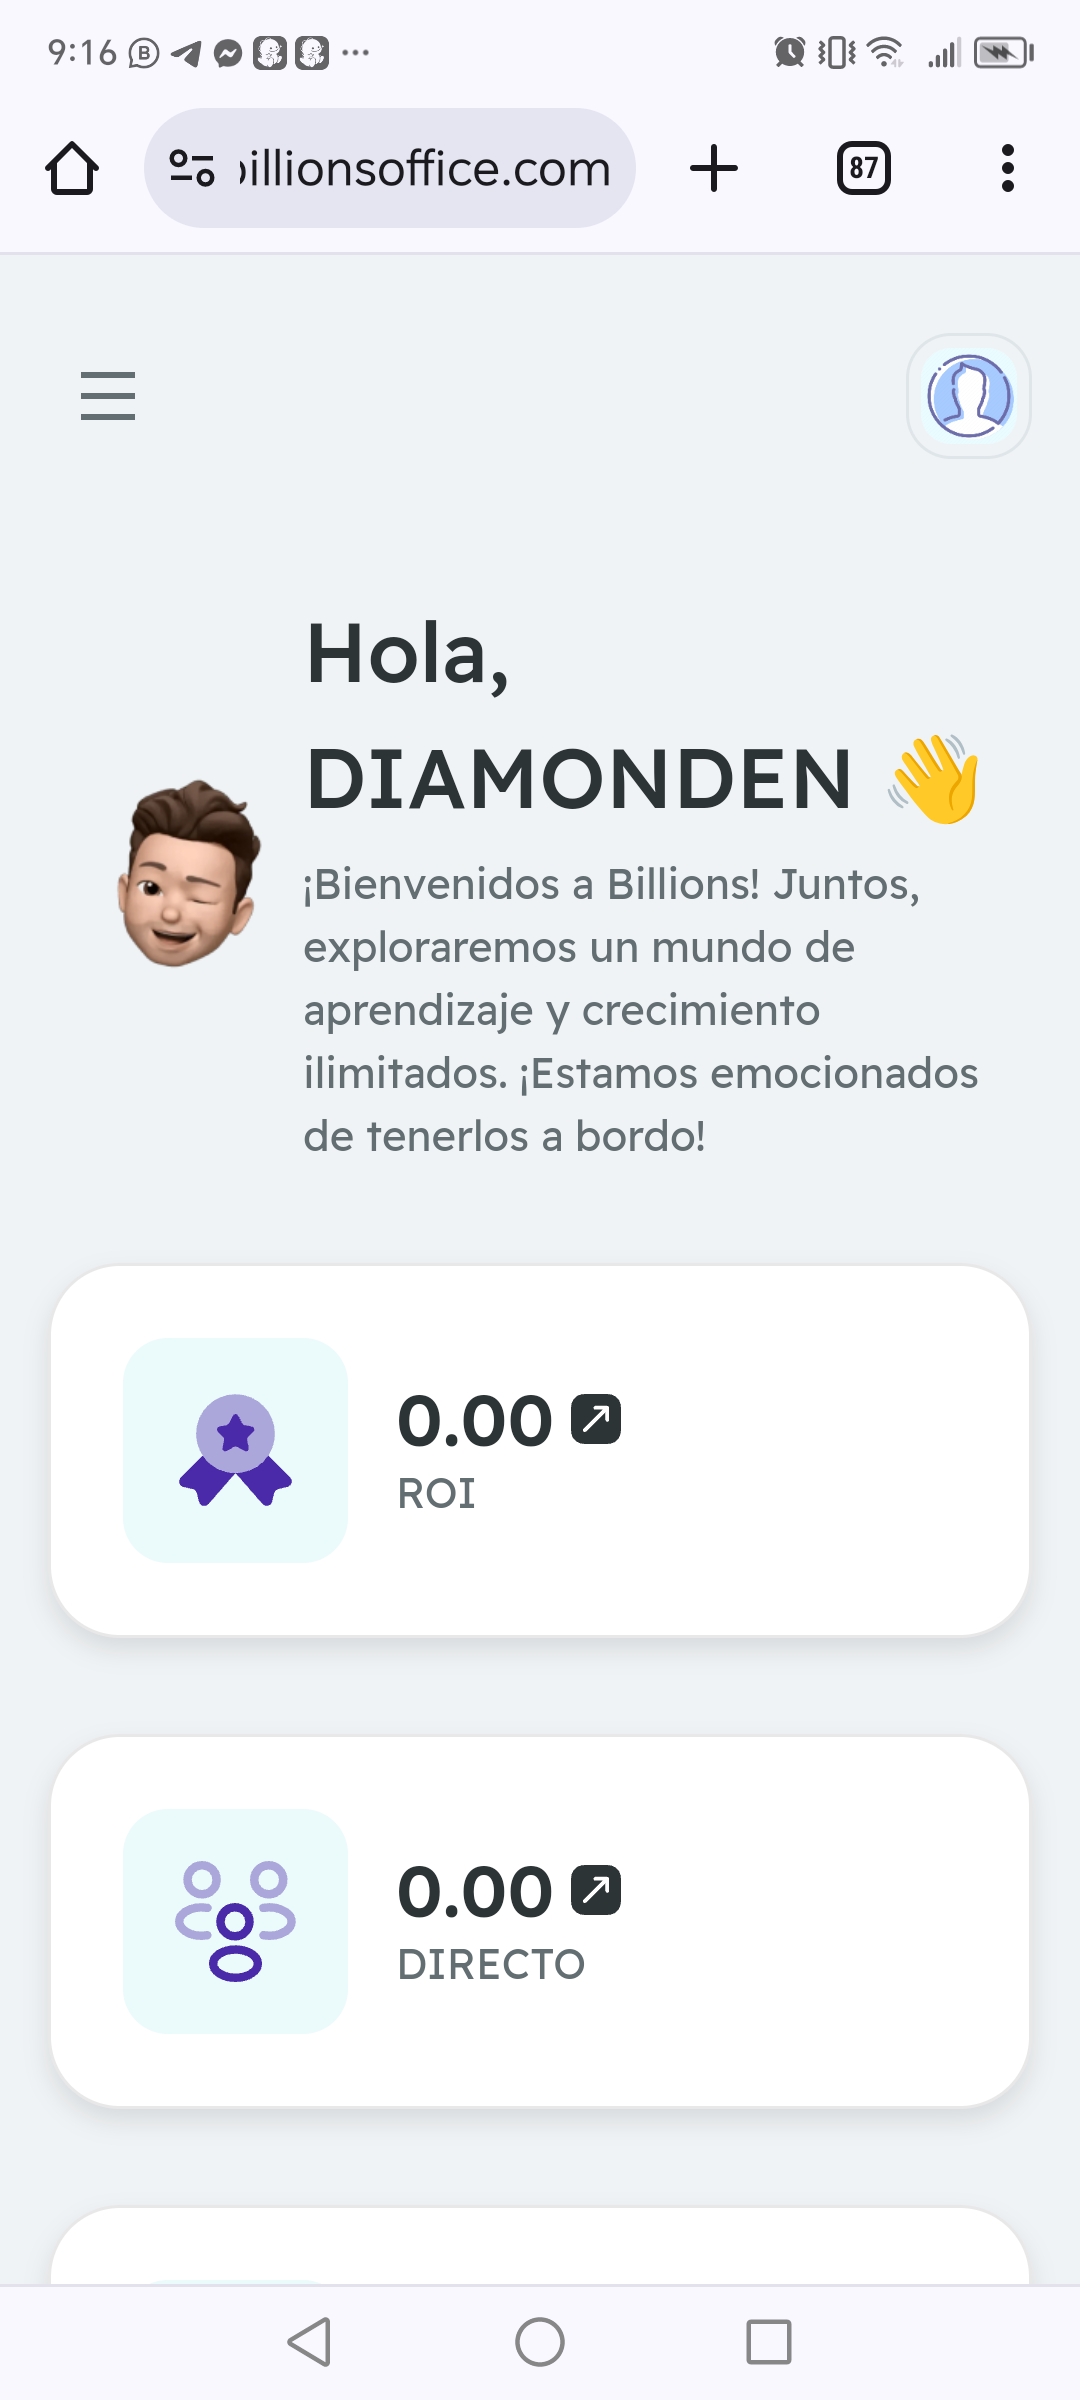 9:16
billionsoffice.com
87
Hola,
DIAMONDEN 👋
¡Bienvenidos a Billions! Juntos,
exploraremos un mundo de
aprendizaje y crecimiento
ilimitados. ¡Estamos emocionados
de tenerlos a bordo!
0.00
ROI
0.00
DIRECTO